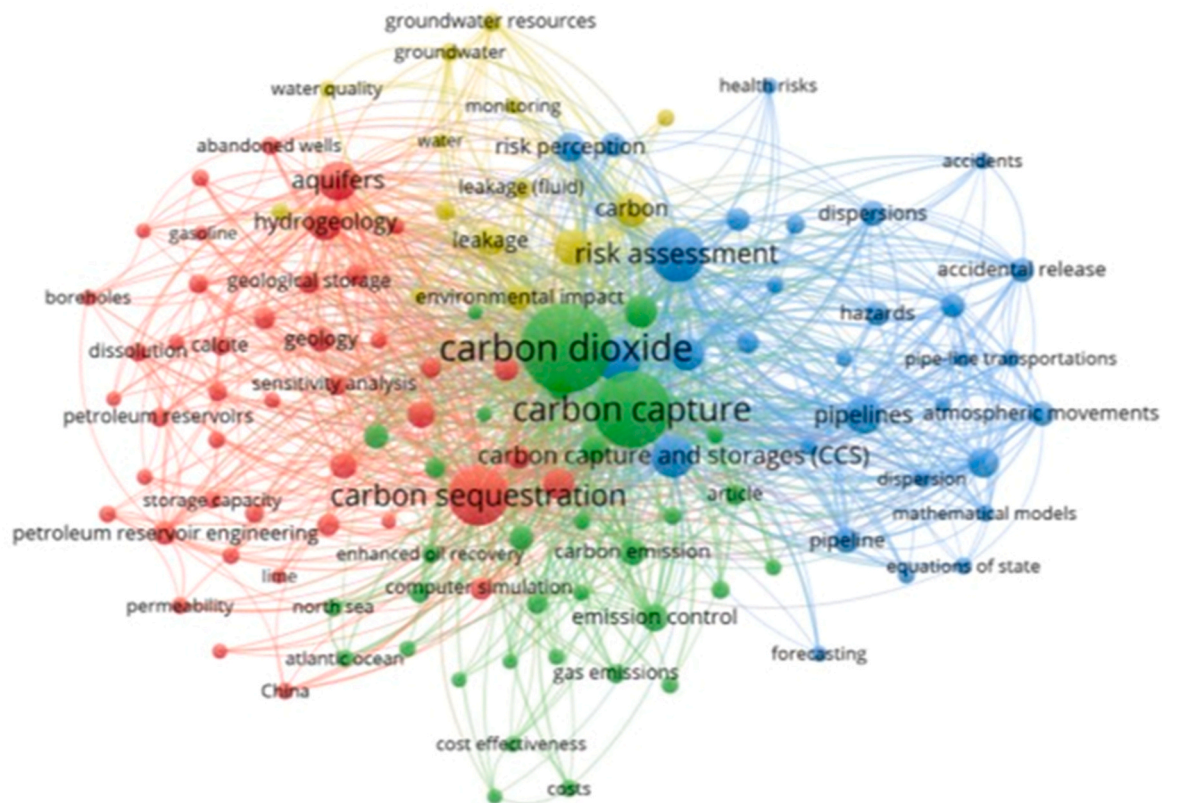 groundwater resources
groundwater
health risks
water quality
monitoring
abandoned wells
water
risk perception
accidents
aquifers
leakage (fluid)
carbon
dispersions
hydrogeology
gasoline
leakage
risk assessment
accidental release
geological storage
boreholes
environmental impact
hazards
geology
dissolution
calcite
carbon dioxide
pipe-line transportations
sensitivity analysis
petroleum reservoirs
carbon capture
pipelines
atmospheric movements
carbon capture and storages (CCS)
dispersion
storage capacity
carbon sequestration
article
mathematical models
petroleum reservoir engineering
pipeline
enhanced oil recovery
carbon emission
equations of state
lime
computer simulation
permeability
north sea
emission control
forecasting
atlantic ocean
gas emissions
China
cost effectiveness
costs